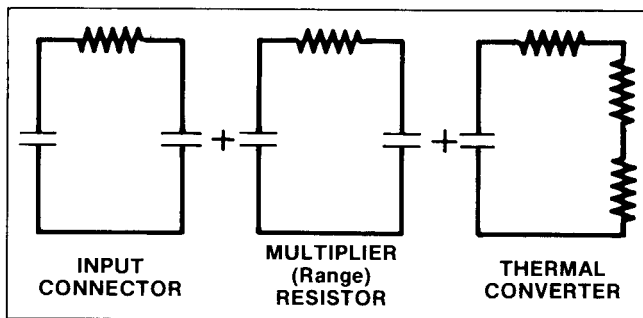 INPUT
CONNECTOR
+
MULTIPLIER
(Range)
RESISTOR
+
THERMAL
CONVERTER